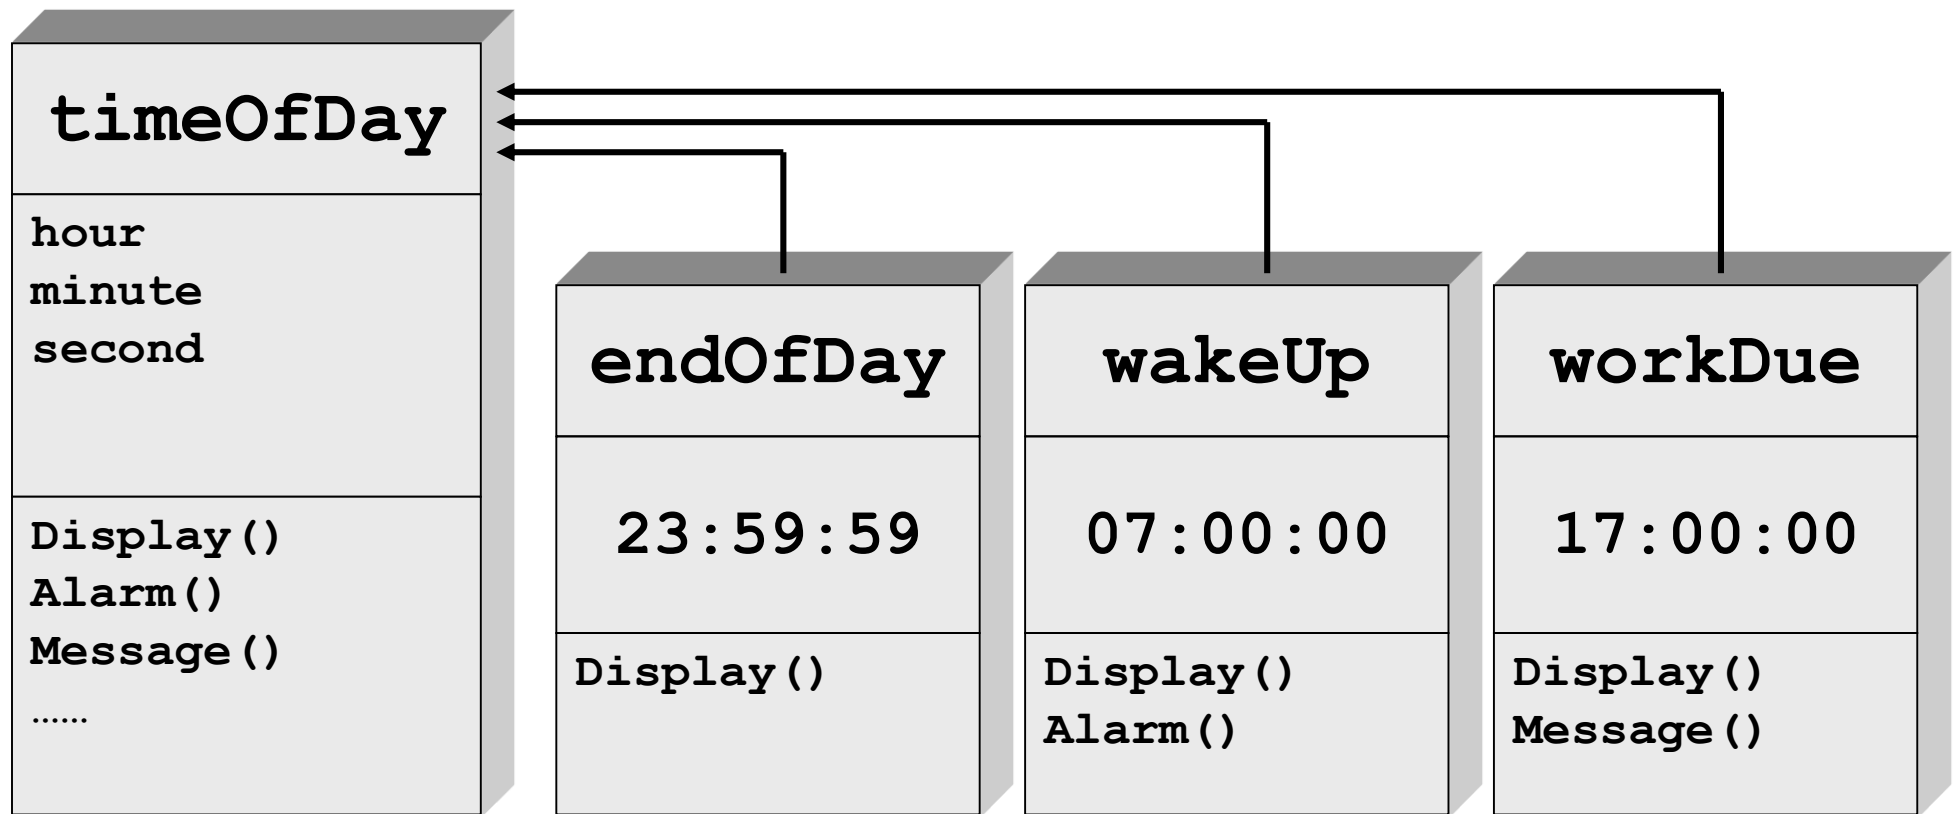 timeOfDay
hour
minute
second
Display()
Alarm()
Message()
……
endOfDay
23:59:59
Display()
wakeUp
07:00:00
Display()
Alarm()
workDue
17:00:00
Display()
Message()